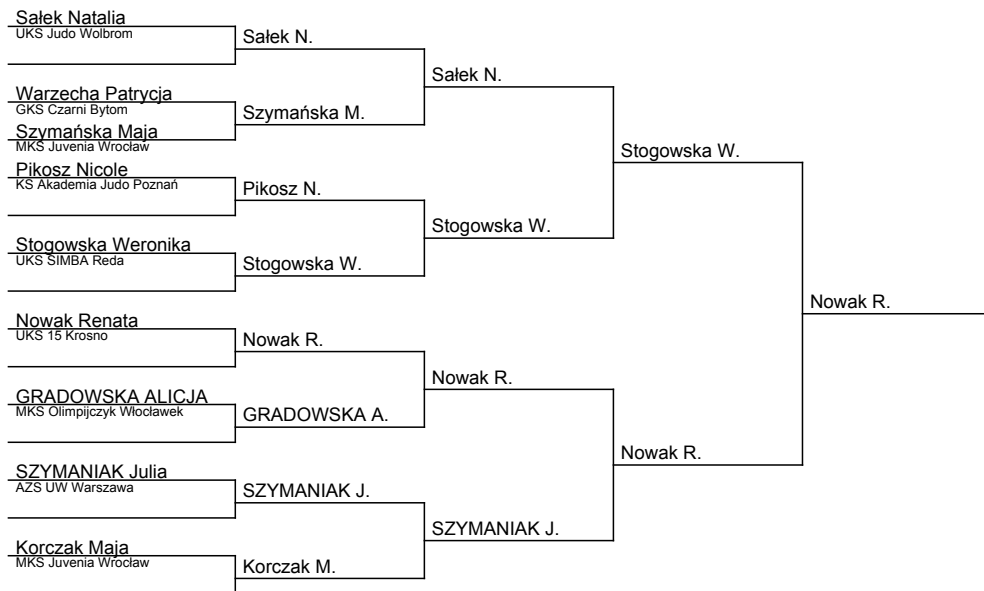 Sałek Natalia
UKS Judo Wolbrom
Warzecha Patrycja
GKS Czarni Bytom
Szymańska Maja
MKS Juvenia Wrocław
Pikosz Nicole
KS Akademia Judo Poznań
Stogowska Weronika
UKS SIMBA Reda
Nowak Renata
UKS 15 Krosno
GRADOWSKA ALICJA
MKS Olimpijczyk Włocławek
SZYMANIAK Julia
AZS UW Warszawa
Korczak Maja
MKS Juvenia Wrocław
Sałek N.
Szymańska M.
Pikosz N.
Stogowska W.
Nowak R.
GRADOWSKA A.
SZYMANIAK J.
Korczak M.
Sałek N.
Stogowska W.
Nowak R.
SZYMANIAK J.
Stogowska W.
Nowak R.
Nowak R.